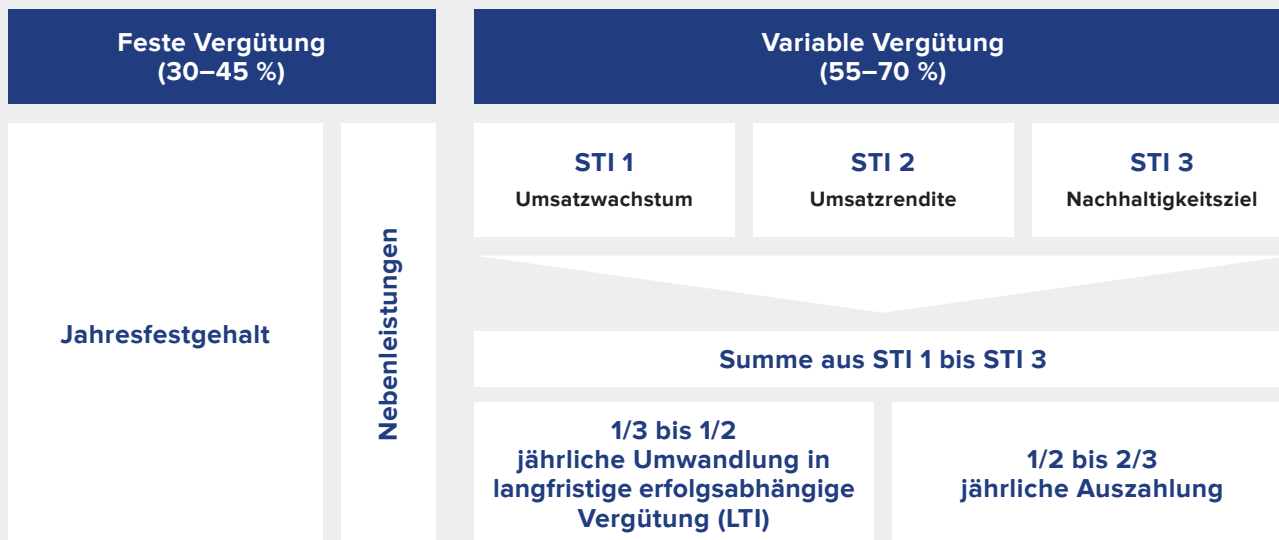 Feste Vergütung
(30–45 %)
Variable Vergütung
(55–70 %)
Jahresfestgehalt
Nebenleistungen
STI 1
Umsatzwachstum
STI 2
Umsatzrendite
STI 3
Nachhaltigkeitsziel
Summe aus STI 1 bis STI 3
1/3 bis 1/2
jährliche Umwandlung in
langfristige erfolgsabhängige
Vergütung (LTI)
1/2 bis 2/3
jährliche Auszahlung